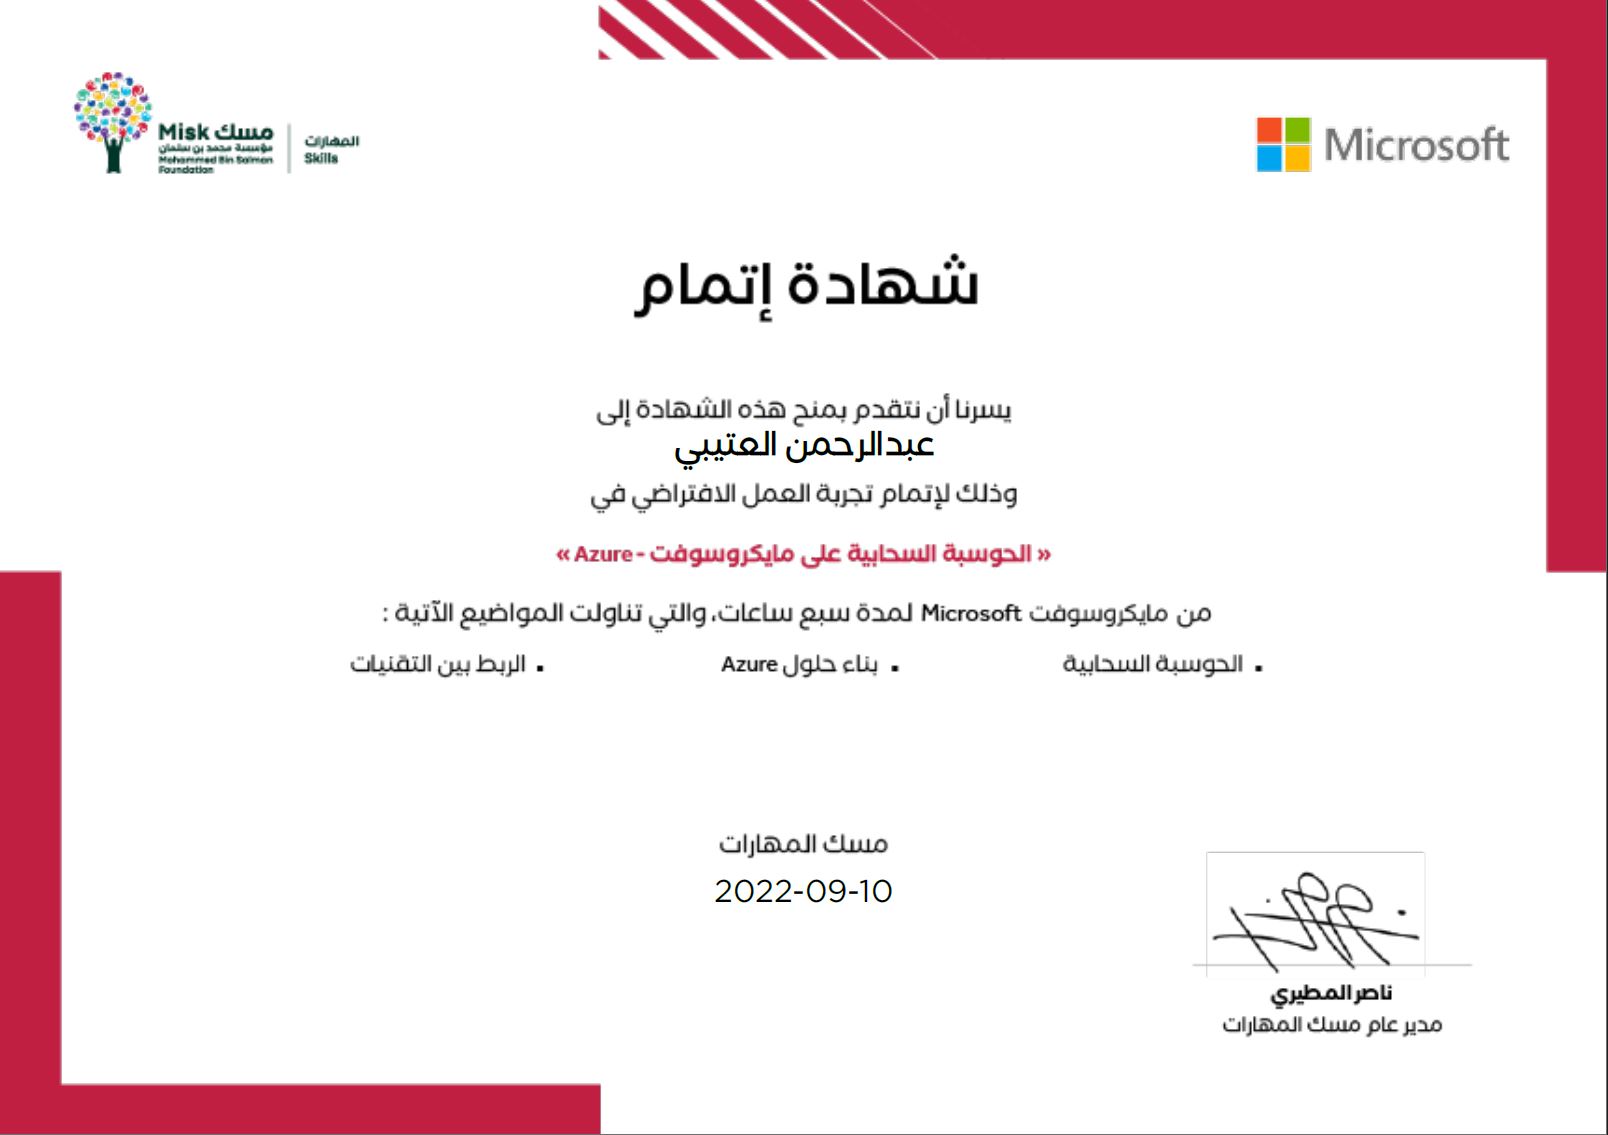 Misk مسك
مؤسسة محمد بن سلمان
Mohammed Bin Salman
Foundation
المهارات
Skills
Microsoft
شهادة إتمام
يسرنا أن نتقدم بمنح هذه الشهادة إلى
عبدالرحمن العتيبي
وذلك لإتمام تجربة العمل الافتراضي في
« الحوسبة السحابية على مايكروسوفت - Azure »
من مايكروسوفت Microsoft لمدة سبع ساعات، والتي تناولت المواضيع الآتية :
▪ الحوسبة السحابية ▪ بناء حلول Azure ▪ الربط بين التقنيات
مسك المهارات
2022-09-10
ناصر المطيري
مدير عام مسك المهارات